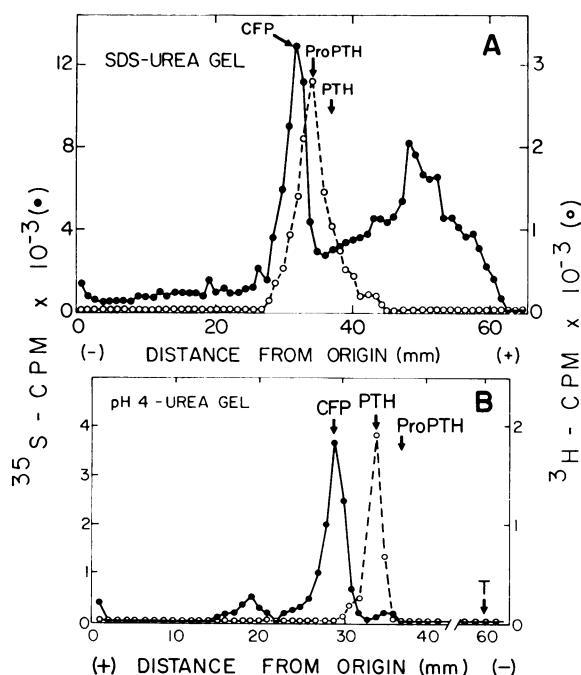 A
CFP
ProPTH
PTH
SDS-UREA GEL
12
8
4
0
3
2
1
0
0 20 40 60
(-) DISTANCE FROM ORIGIN (mm) (+)
35S - CPM x 10-3 (●)
3H - CPM x 10-3 (o)
B
pH 4 - UREA GEL
CFP
PTH
ProPTH
T
4
3
2
1
0
2
1
0
0 10 20 30 40 60
(+) DISTANCE FROM ORIGIN (mm) (-)